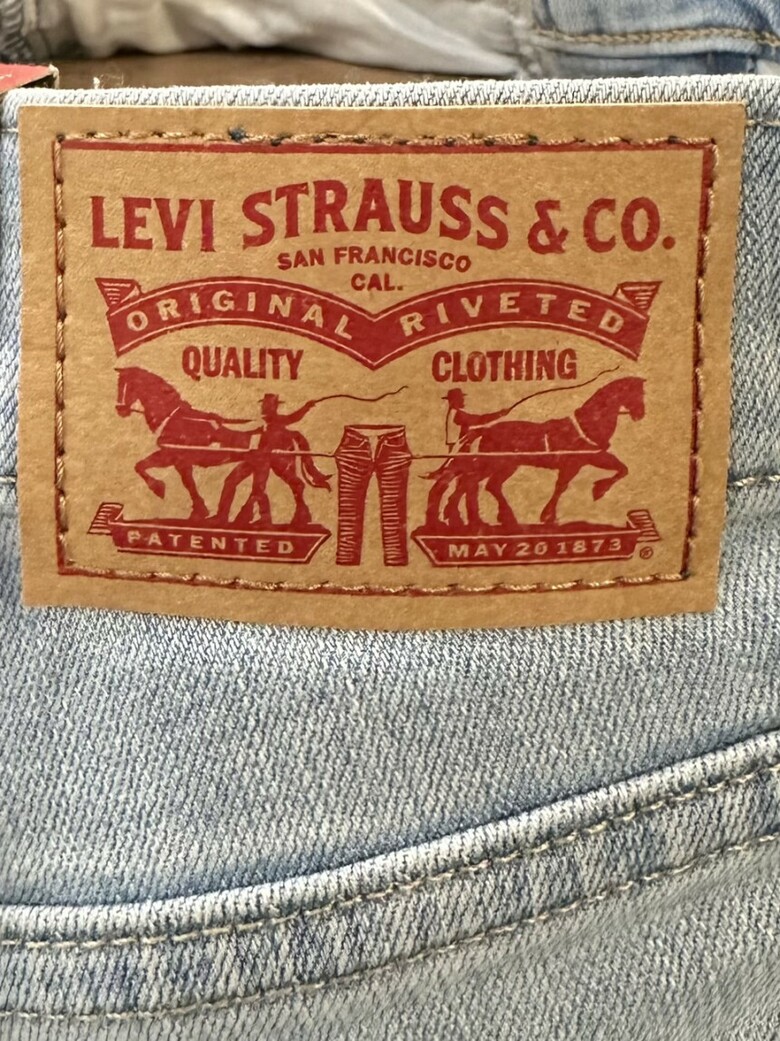 LEVI STRAUSS & CO.
SAN FRANCISCO
CAL.
ORIGINAL RIVETED
QUALITY CLOTHING
PATENTED MAY 20 1873 ®